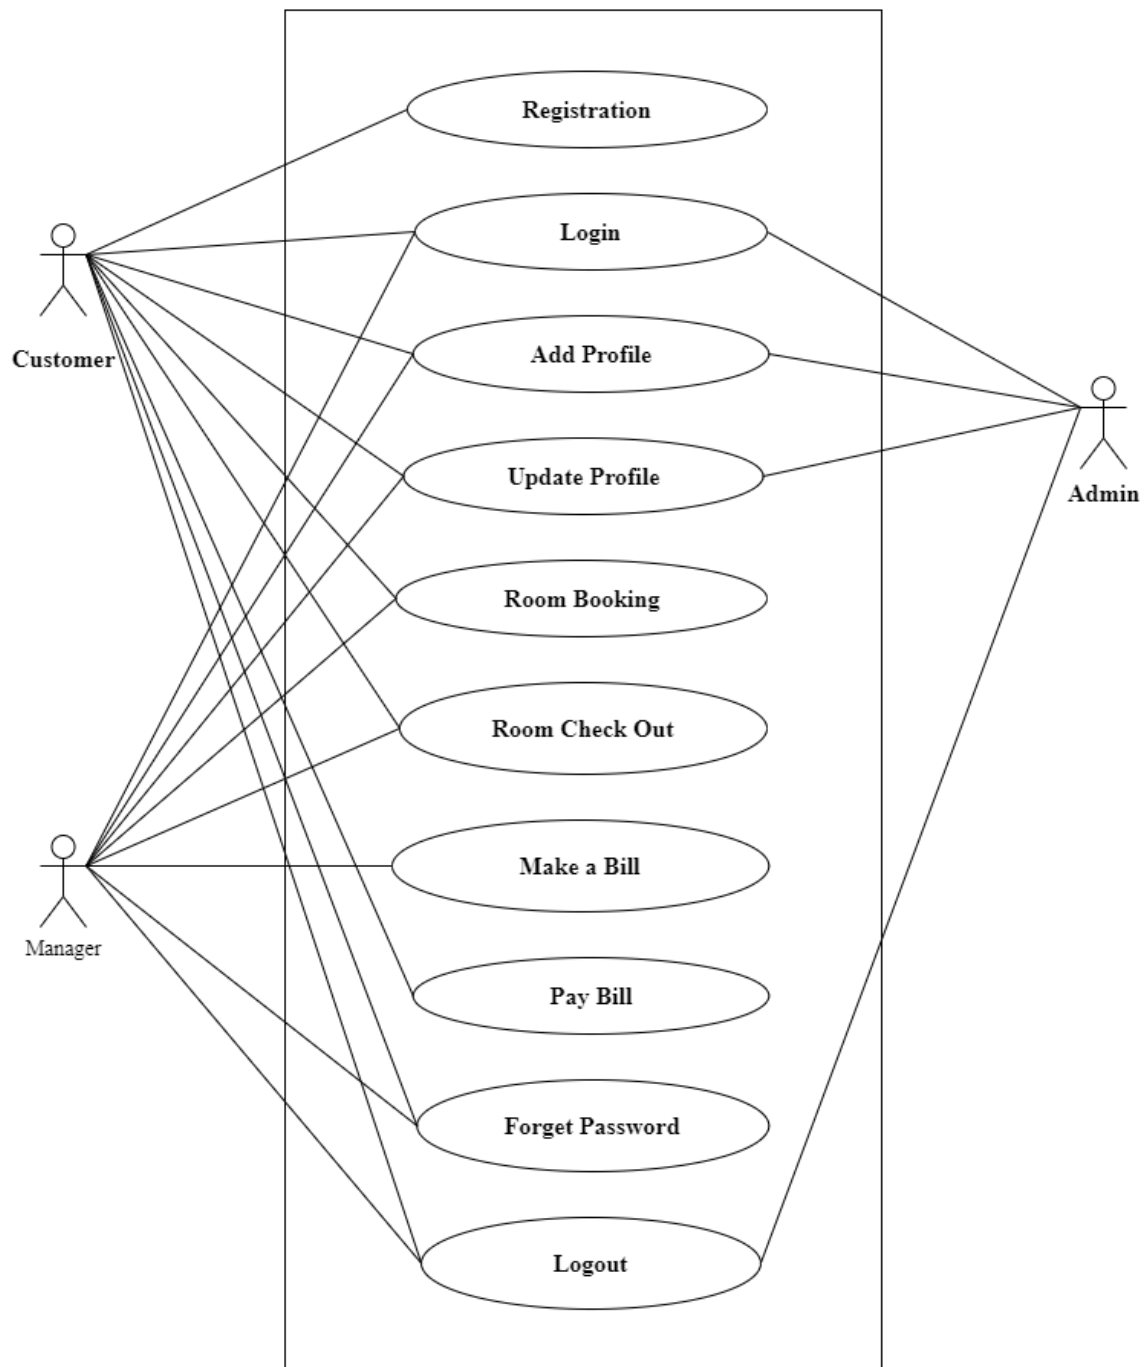 Registration
Login
Customer
Add Profile
Update Profile
Admin
Room Booking
Room Check Out
Make a Bill
Manager
Pay Bill
Forget Password
Logout